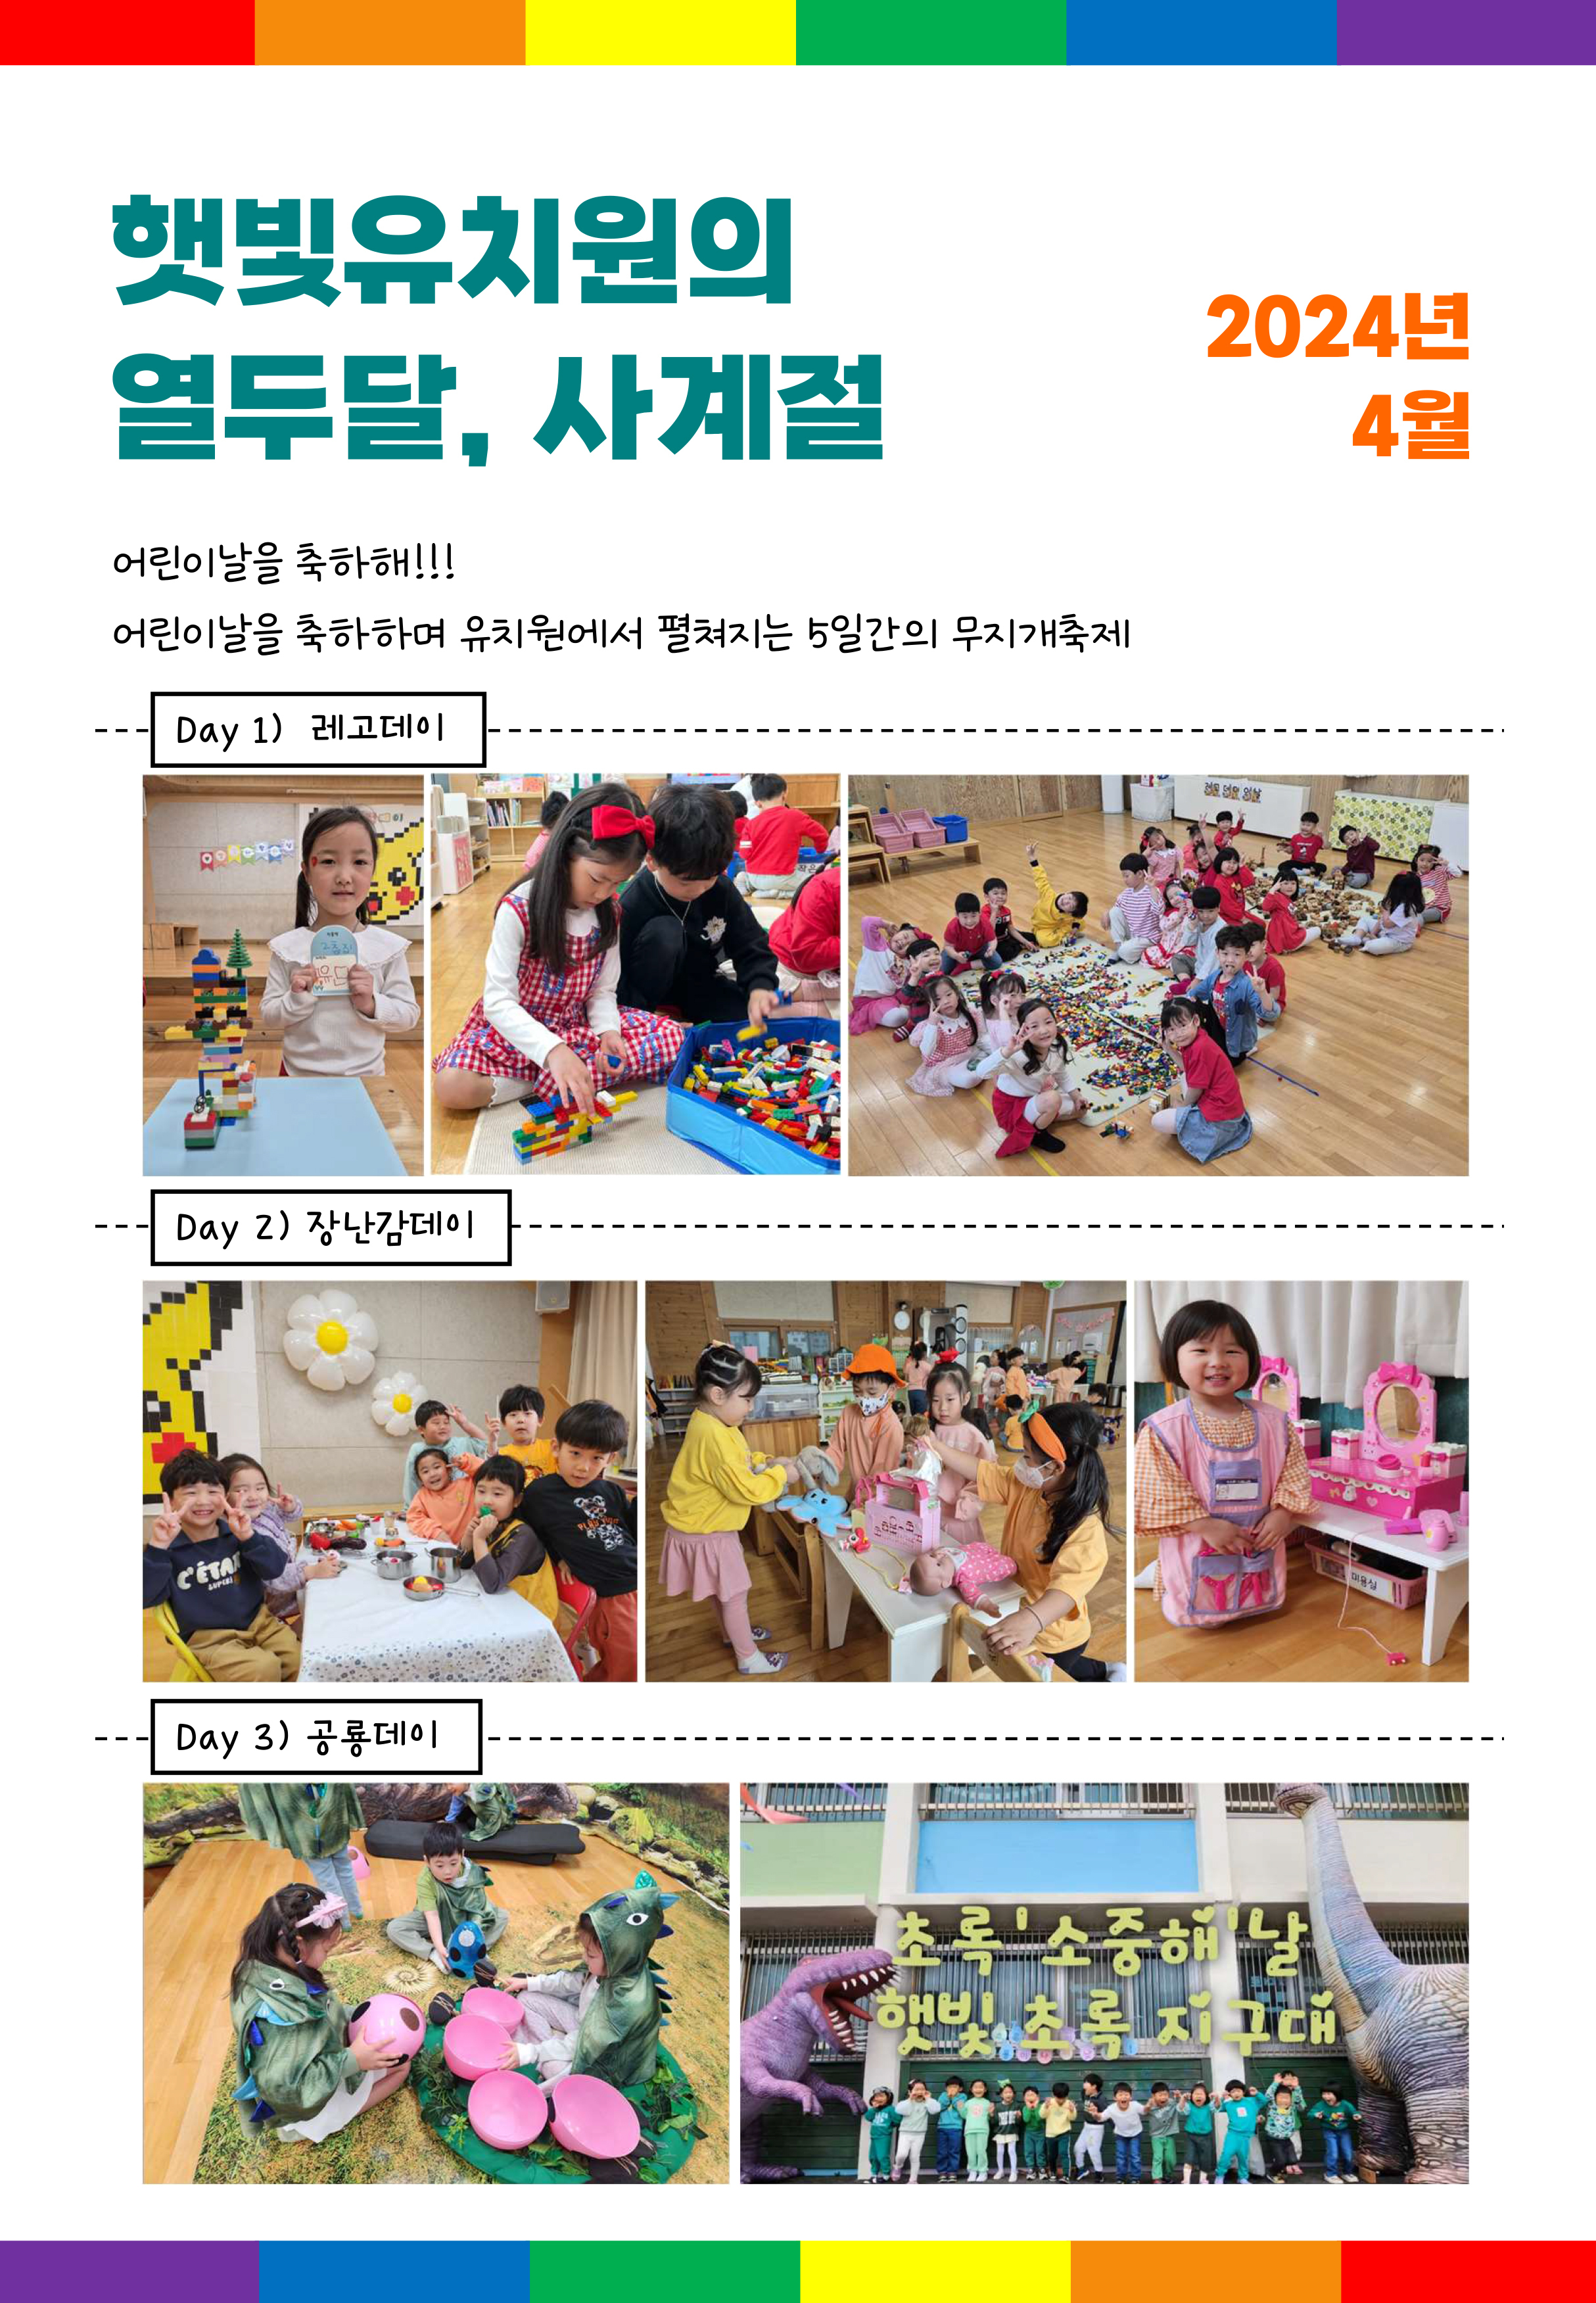 햇빛유치원의
열두달, 사계절
2024년
4월
어린이날을 축하해!!!
어린이날을 축하하며 유치원에서 펼쳐지는 5일간의 무지개축제
Day 1) 레고데이
Day 2) 장난감데이
C'ÉTAIT
미용실
Day 3) 공룡데이
초록'소중해'날
햇빛 초록 지구대